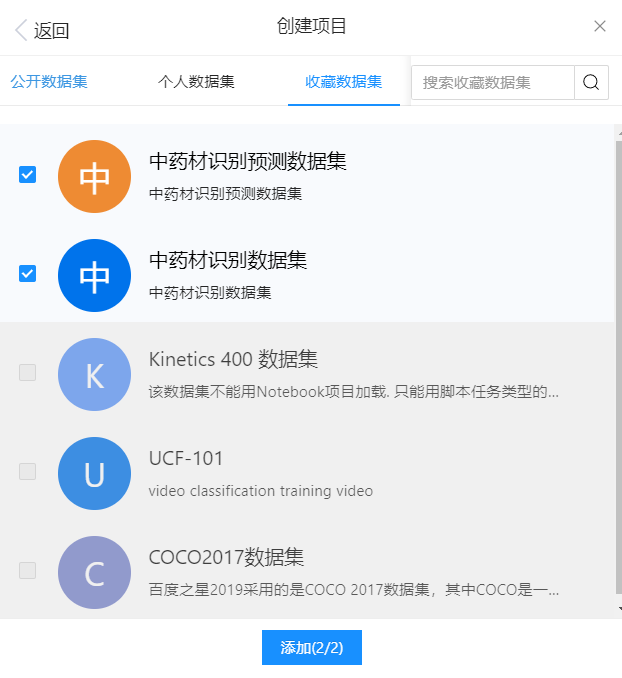 返回
创建项目
公开数据集
个人数据集
收藏数据集
搜索收藏数据集
中
中药材识别预测数据集
中药材识别预测数据集
中
中药材识别数据集
中药材识别数据集
K
Kinetics 400 数据集
该数据集不能用Notebook项目加载. 只能用脚本任务类型的...
U
UCF-101
video classification training video
C
COCO2017数据集
百度之星2019采用的是COCO 2017数据集，其中COCO是一...
添加(2/2)